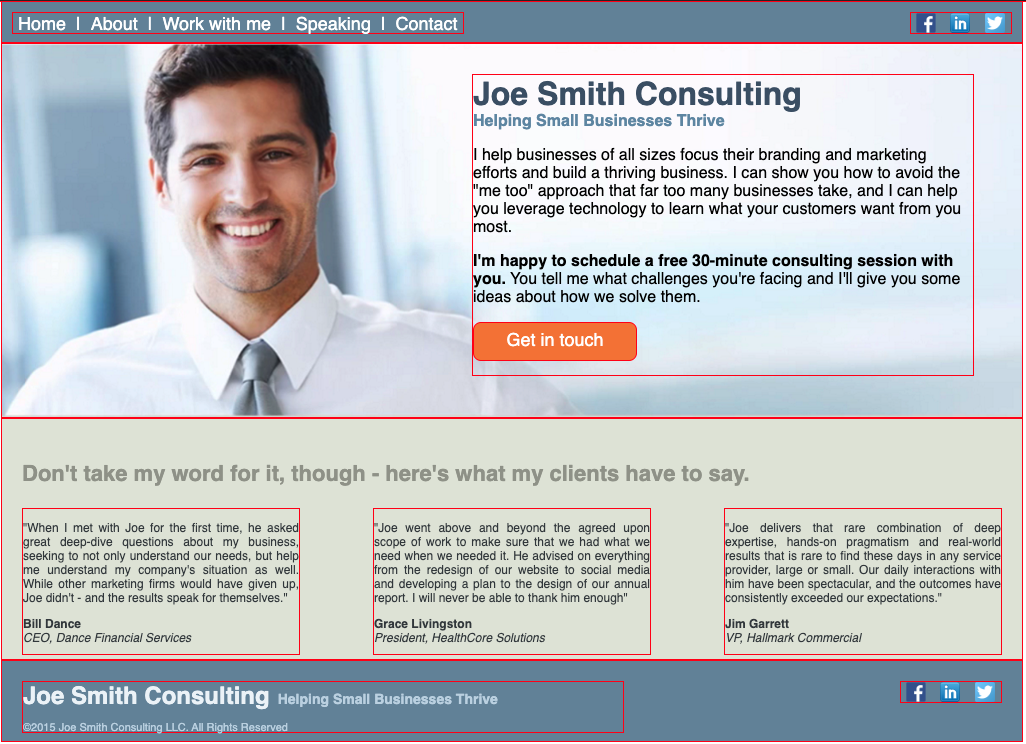 Home | About | Work with me | Speaking | Contact
Joe Smith Consulting
Helping Small Businesses Thrive
I help businesses of all sizes focus their branding and marketing
efforts and build a thriving business. I can show you how to avoid the
"me too" approach that far too many businesses take, and I can help
you leverage technology to learn what your customers want from you
most.
I'm happy to schedule a free 30-minute consulting session with
you. You tell me what challenges you're facing and I'll give you some
ideas about how we solve them.
Get in touch
Don't take my word for it, though - here's what my clients have to say.
"When I met with Joe for the first time, he asked
great deep-dive questions about my business,
seeking to not only understand our needs, but help
me understand my company's situation as well.
While other marketing firms would have given up,
Joe didn't - and the results speak for themselves."
Bill Dance
CEO, Dance Financial Services
"Joe went above and beyond the agreed upon
scope of work to make sure that we had what we
need when we needed it. He advised on everything
from the redesign of our website to social media
and developing a plan to the design of our annual
report. I will never be able to thank him enough"
Grace Livingston
President, HealthCore Solutions
"Joe delivers that rare combination of deep
expertise, hands-on pragmatism and real-world
results that is rare to find these days in any service
provider, large or small. Our daily interactions with
him have been spectacular, and the outcomes have
consistently exceeded our expectations."
Jim Garrett
VP, Hallmark Commercial
Joe Smith Consulting Helping Small Businesses Thrive
©2015 Joe Smith Consulting LLC. All Rights Reserved